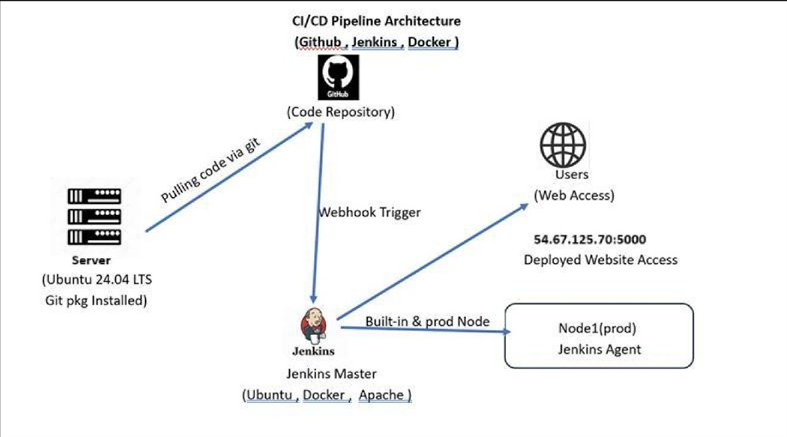 CI/CD Pipeline Architecture
(Github , Jenkins , Docker )
GitHub
(Code Repository)
Pulling code via git
Users
(Web Access)
Webhook Trigger
54.67.125.70:5000
Deployed Website Access
Server
(Ubuntu 24.04 LTS
Git pkg Installed)
Built-in & prod Node
Node1(prod)
Jenkins Agent
Jenkins
Jenkins Master
(Ubuntu , Docker , Apache )